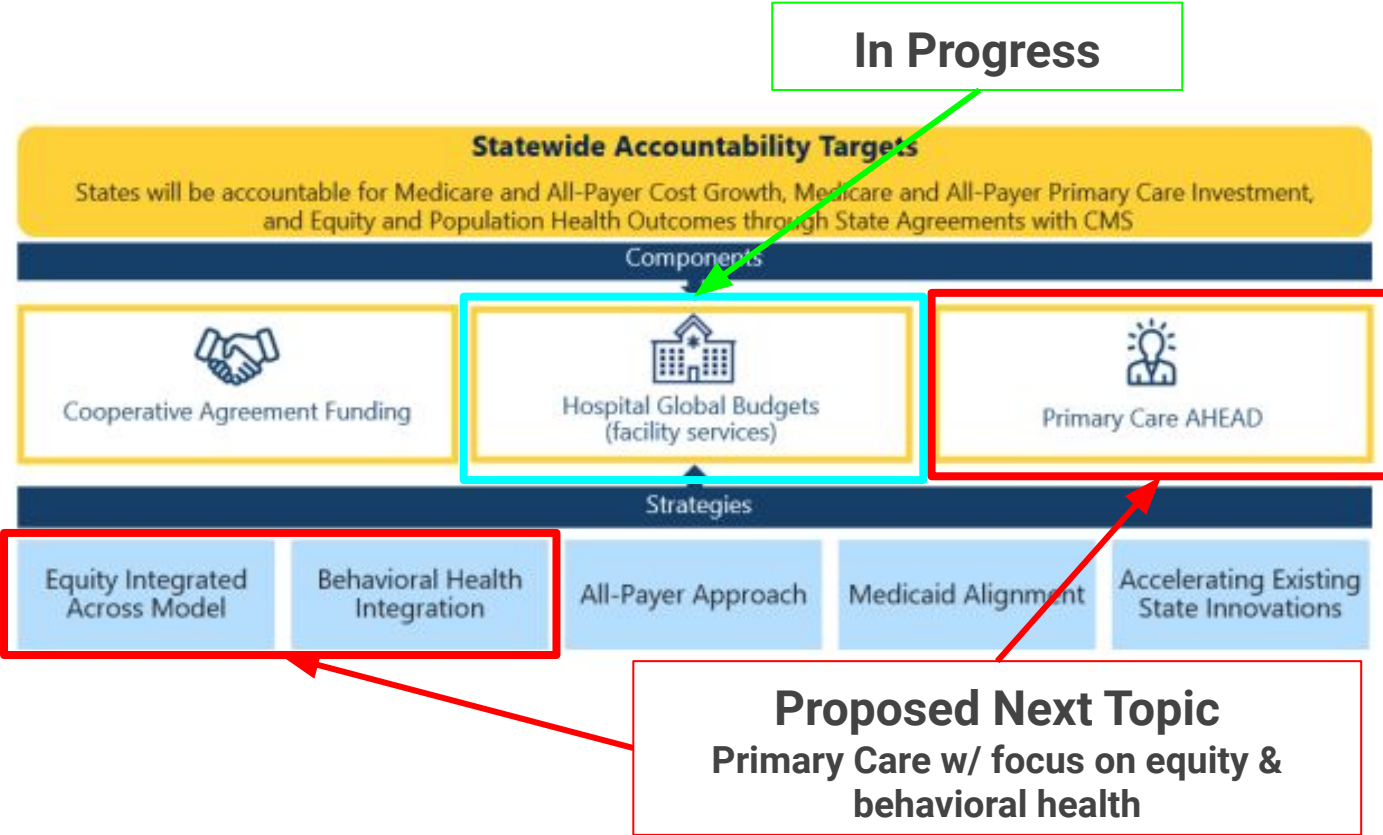 In Progress
Statewide Accountability Targets
States will be accountable for Medicare and All-Payer Cost Growth, Medicare and All-Payer Primary Care Investment,
and Equity and Population Health Outcomes through State Agreements with CMS
Components
Cooperative Agreement Funding
Hospital Global Budgets
(facility services)
Primary Care AHEAD
Strategies
Equity Integrated
Across Model
Behavioral Health
Integration
All-Payer Approach
Medicaid Alignment
Accelerating Existing
State Innovations
Proposed Next Topic
Primary Care w/ focus on equity &
behavioral health